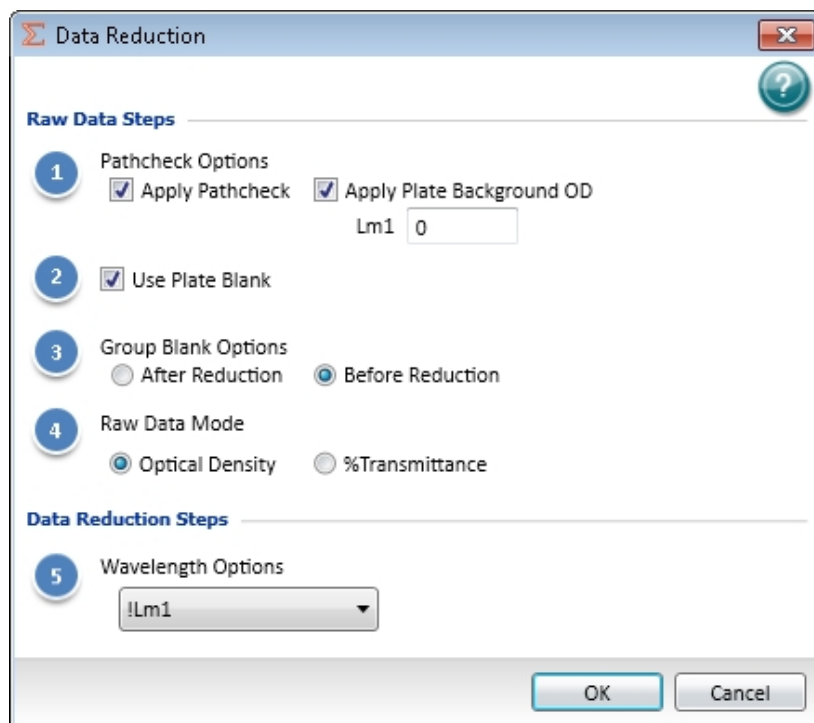 Σ Data Reduction
?
Raw Data Steps
1
Pathcheck Options
Apply Pathcheck Apply Plate Background OD
Lm1 0
2
Use Plate Blank
3
Group Blank Options
After Reduction Before Reduction
4
Raw Data Mode
Optical Density %Transmittance
Data Reduction Steps
5
Wavelength Options
!Lm1
OK Cancel